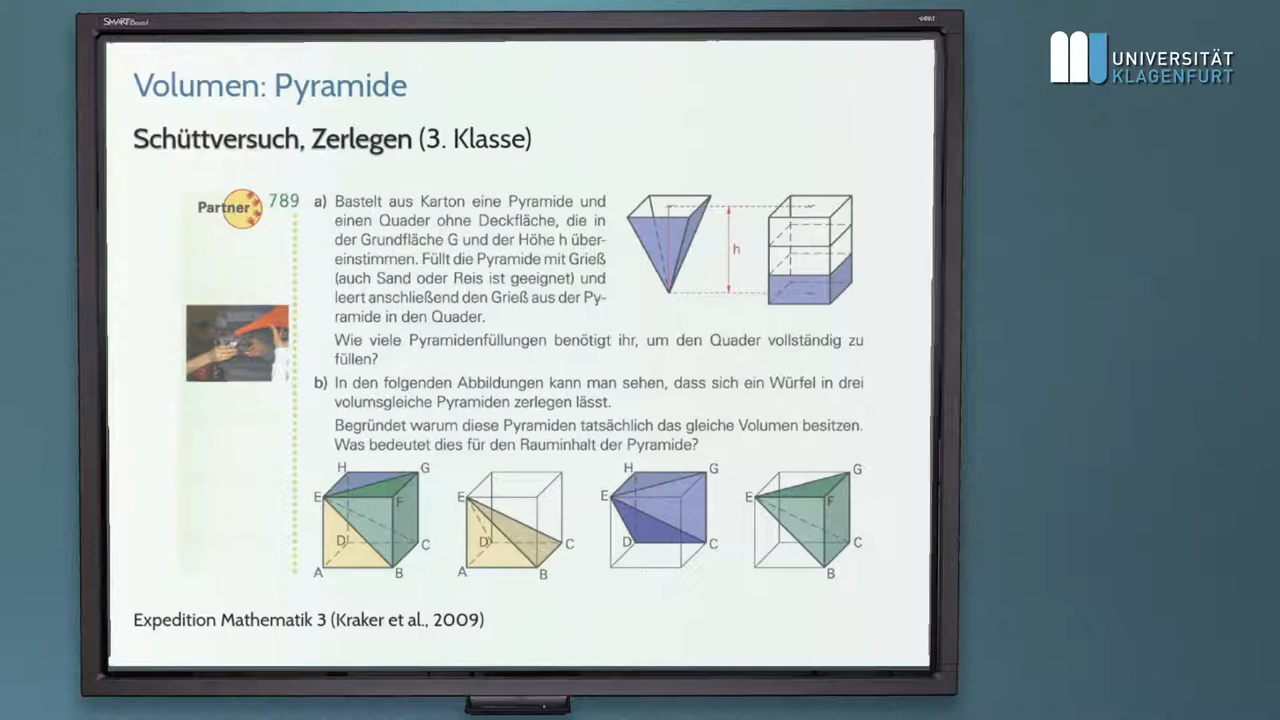 SMART Board
UNIVERSITÄT
KLAGENFURT
Volumen: Pyramide
Schüttversuch, Zerlegen (3. Klasse)
Partner
789
a) Bastelt aus Karton eine Pyramide und
einen Quader ohne Deckfläche, die in
der Grundfläche G und der Höhe h über-
einstimmen. Füllt die Pyramide mit Grieß
(auch Sand oder Reis ist geeignet) und
leert anschließend den Grieß aus der Py-
ramide in den Quader.
Wie viele Pyramidenfüllungen benötigt ihr, um den Quader vollständig zu
füllen?
h
b) In den folgenden Abbildungen kann man sehen, dass sich ein Würfel in drei
volumsgleiche Pyramiden zerlegen lässt.
Begründet warum diese Pyramiden tatsächlich das gleiche Volumen besitzen.
Was bedeutet dies für den Rauminhalt der Pyramide?
H G
E F
D C
A B
E
D C
A B
H G
E
D C
G
E F
C
B
Expedition Mathematik 3 (Kraker et al., 2009)